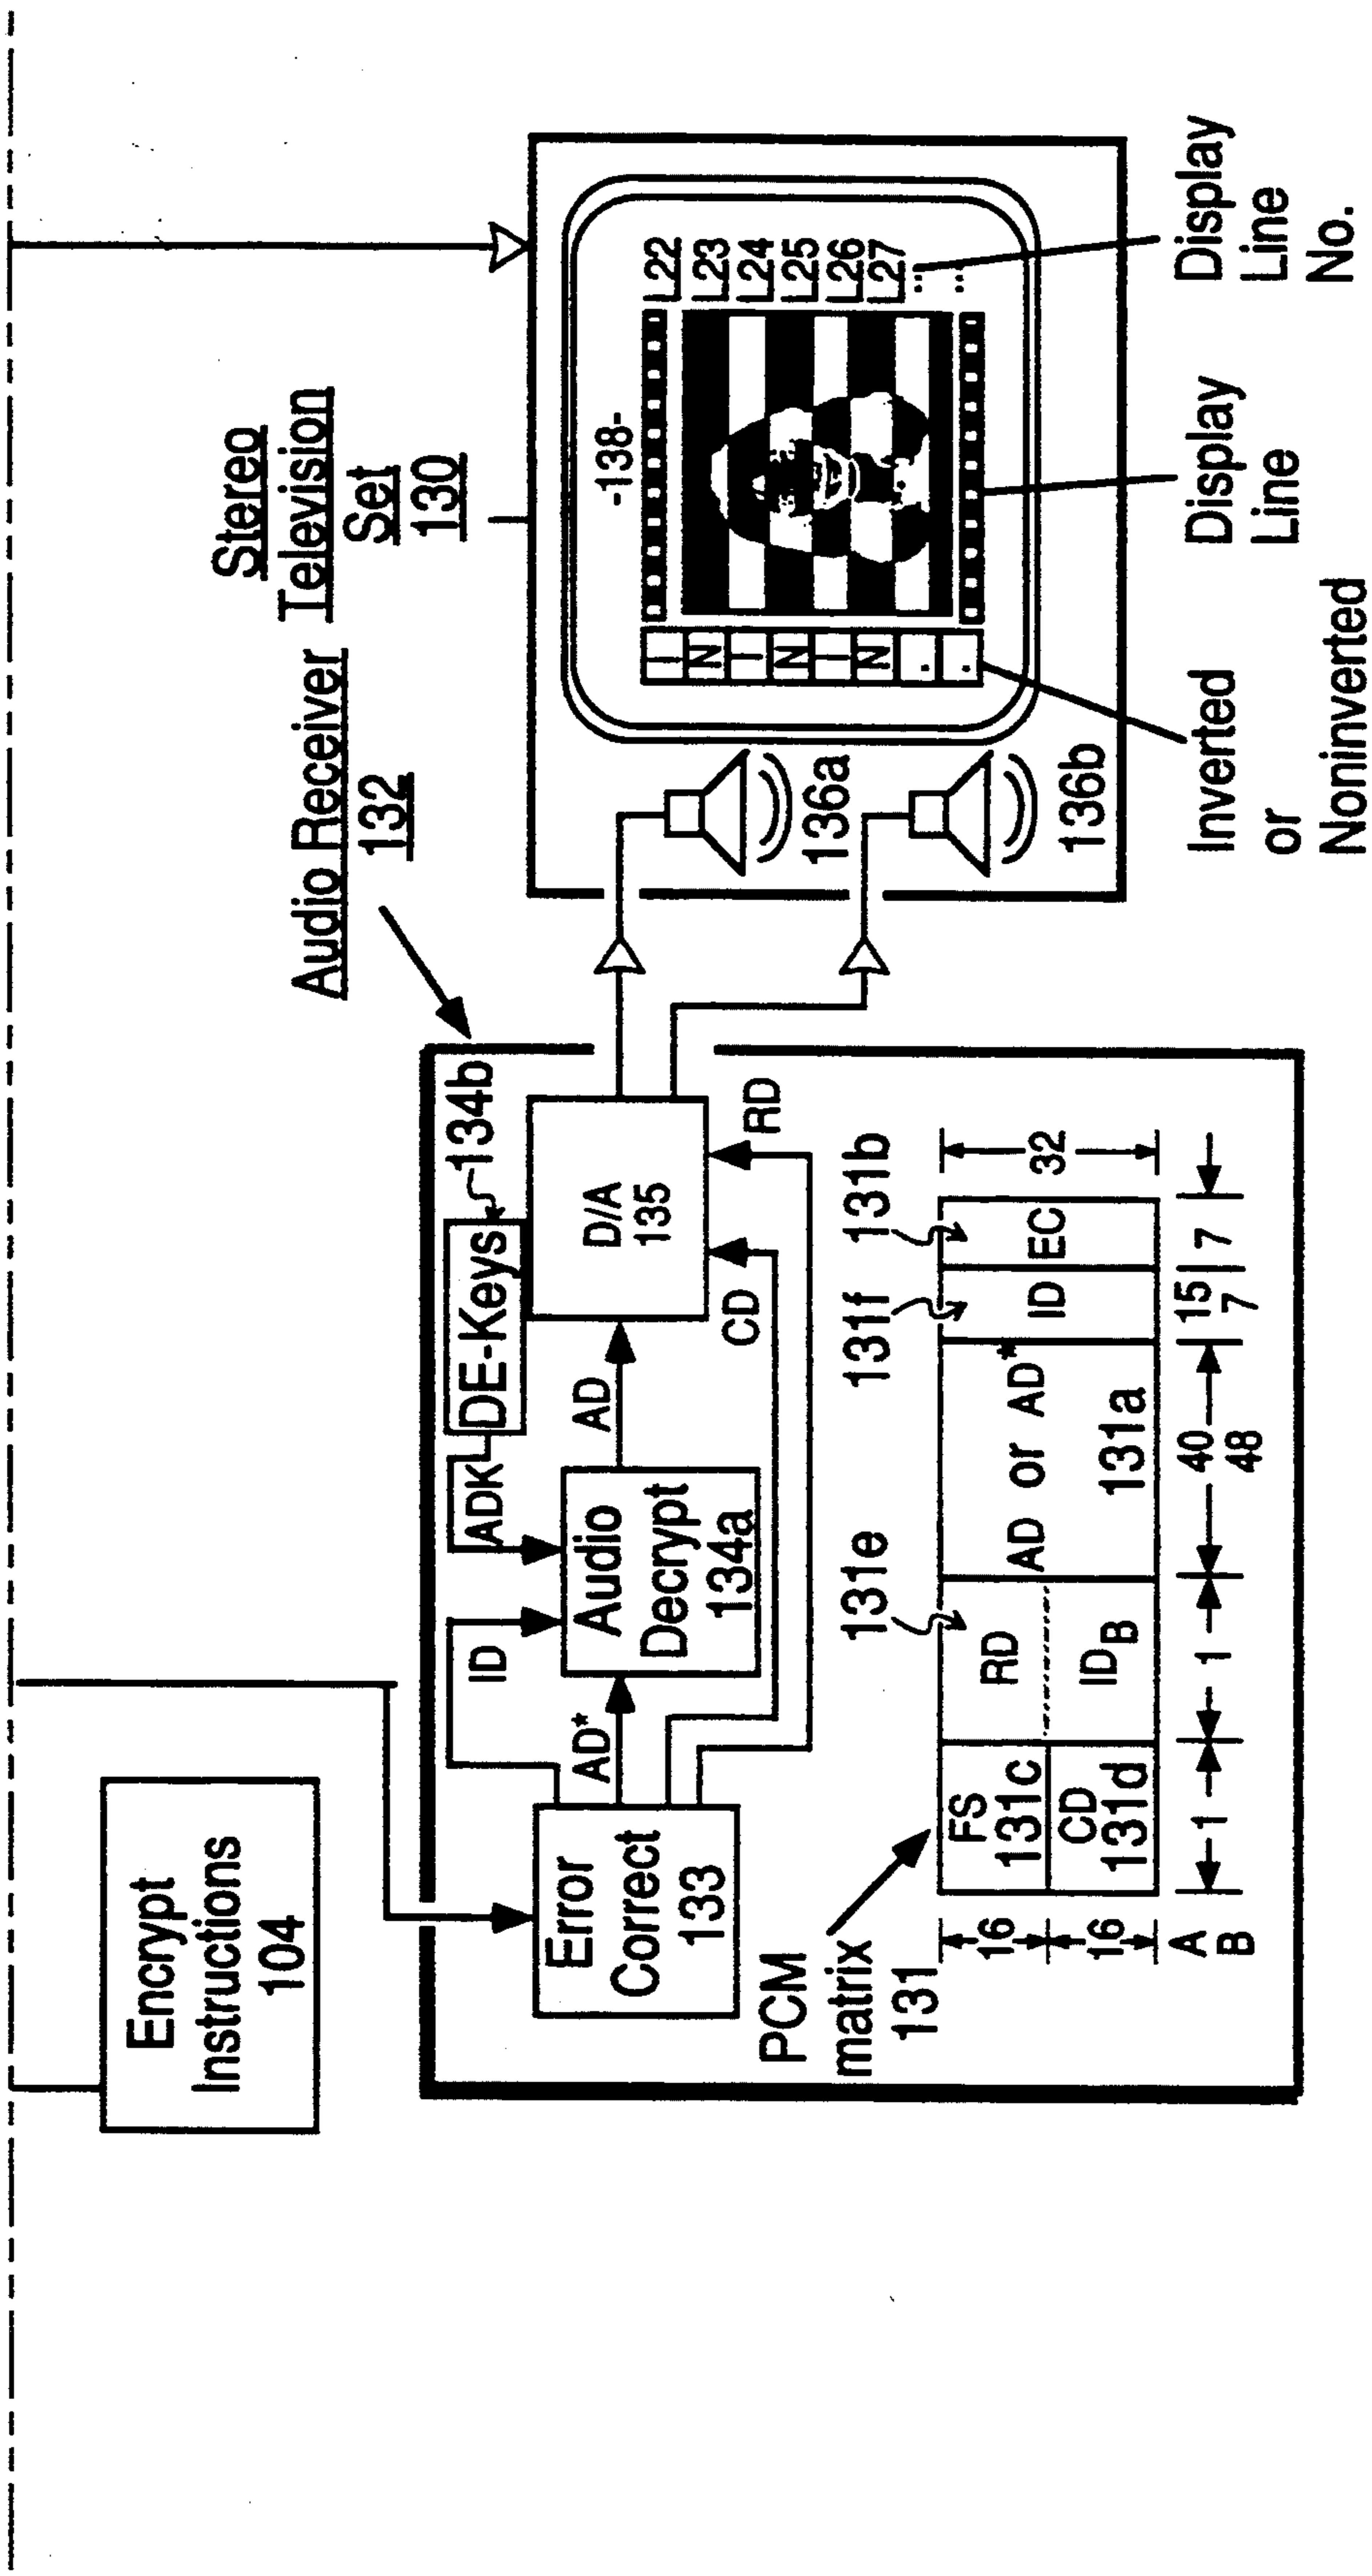 Encrypt
Instructions
104
Audio Receiver
132
Stereo
Television
Set
130
Error
Correct
133
ID
AD*
ADK
Audio
Decrypt
134a
DE-Keys
134b
AD
D/A
135
CD
RD
PCM
matrix
131
16
16
A
B
FS
131c
CD
131d
131e
RD
IDB
AD or AD*
131a
131f
ID
131b
EC
32
1
1
40
48
15
7
7
136a
136b
-138-
I
N
I
N
I
N
.
.
L22
L23
L24
L25
L26
L27
...
...
Inverted
or
Noninverted
Display
Line
Display
Line
No.